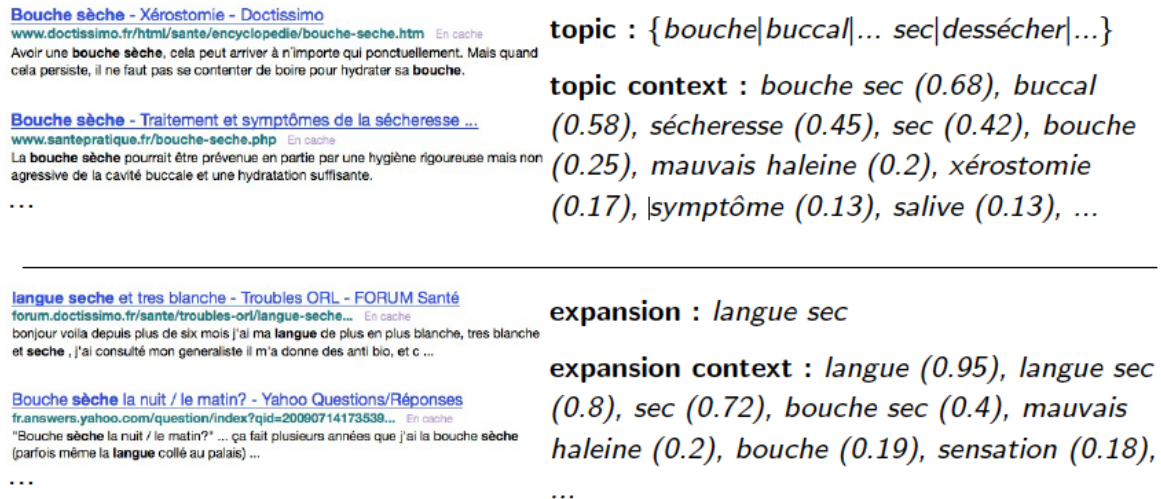 Bouche sèche - Xérostomie - Doctissimo
www.doctissimo.fr/html/sante/encyclopedie/bouche-seche.htm En cache
Avoir une bouche sèche, cela peut arriver à n'importe qui ponctuellement. Mais quand
cela persiste, il ne faut pas se contenter de boire pour hydrater sa bouche.
Bouche sèche - Traitement et symptômes de la sécheresse ...
www.santepratique.fr/bouche-seche.php En cache
La bouche sèche pourrait être prévenue en partie par une hygiène rigoureuse mais non
agressive de la cavité buccale et une hydratation suffisante.
...
topic : {bouche|buccal|... sec|dessécher|...}
topic context : bouche sec (0.68), buccal
(0.58), sécheresse (0.45), sec (0.42), bouche
(0.25), mauvais haleine (0.2), xérostomie
(0.17), symptôme (0.13), salive (0.13), ...
langue seche et tres blanche - Troubles ORL - FORUM Santé
forum.doctissimo.fr/sante/troubles-orl/langue-seche... En cache
bonjour voila depuis plus de six mois j'ai ma langue de plus en plus blanche, tres blanche
et seche , j'ai consulté mon generaliste il m'a donne des anti bio, et c ...
Bouche sèche la nuit / le matin? - Yahoo Questions/Réponses
fr.answers.yahoo.com/question/index?qid=20090714173539... En cache
"Bouche sèche la nuit / le matin?" ... ça fait plusieurs années que j'ai la bouche sèche
(parfois même la langue collé au palais) ...
...
expansion : langue sec
expansion context : langue (0.95), langue sec
(0.8), sec (0.72), bouche sec (0.4), mauvais
haleine (0.2), bouche (0.19), sensation (0.18),
...